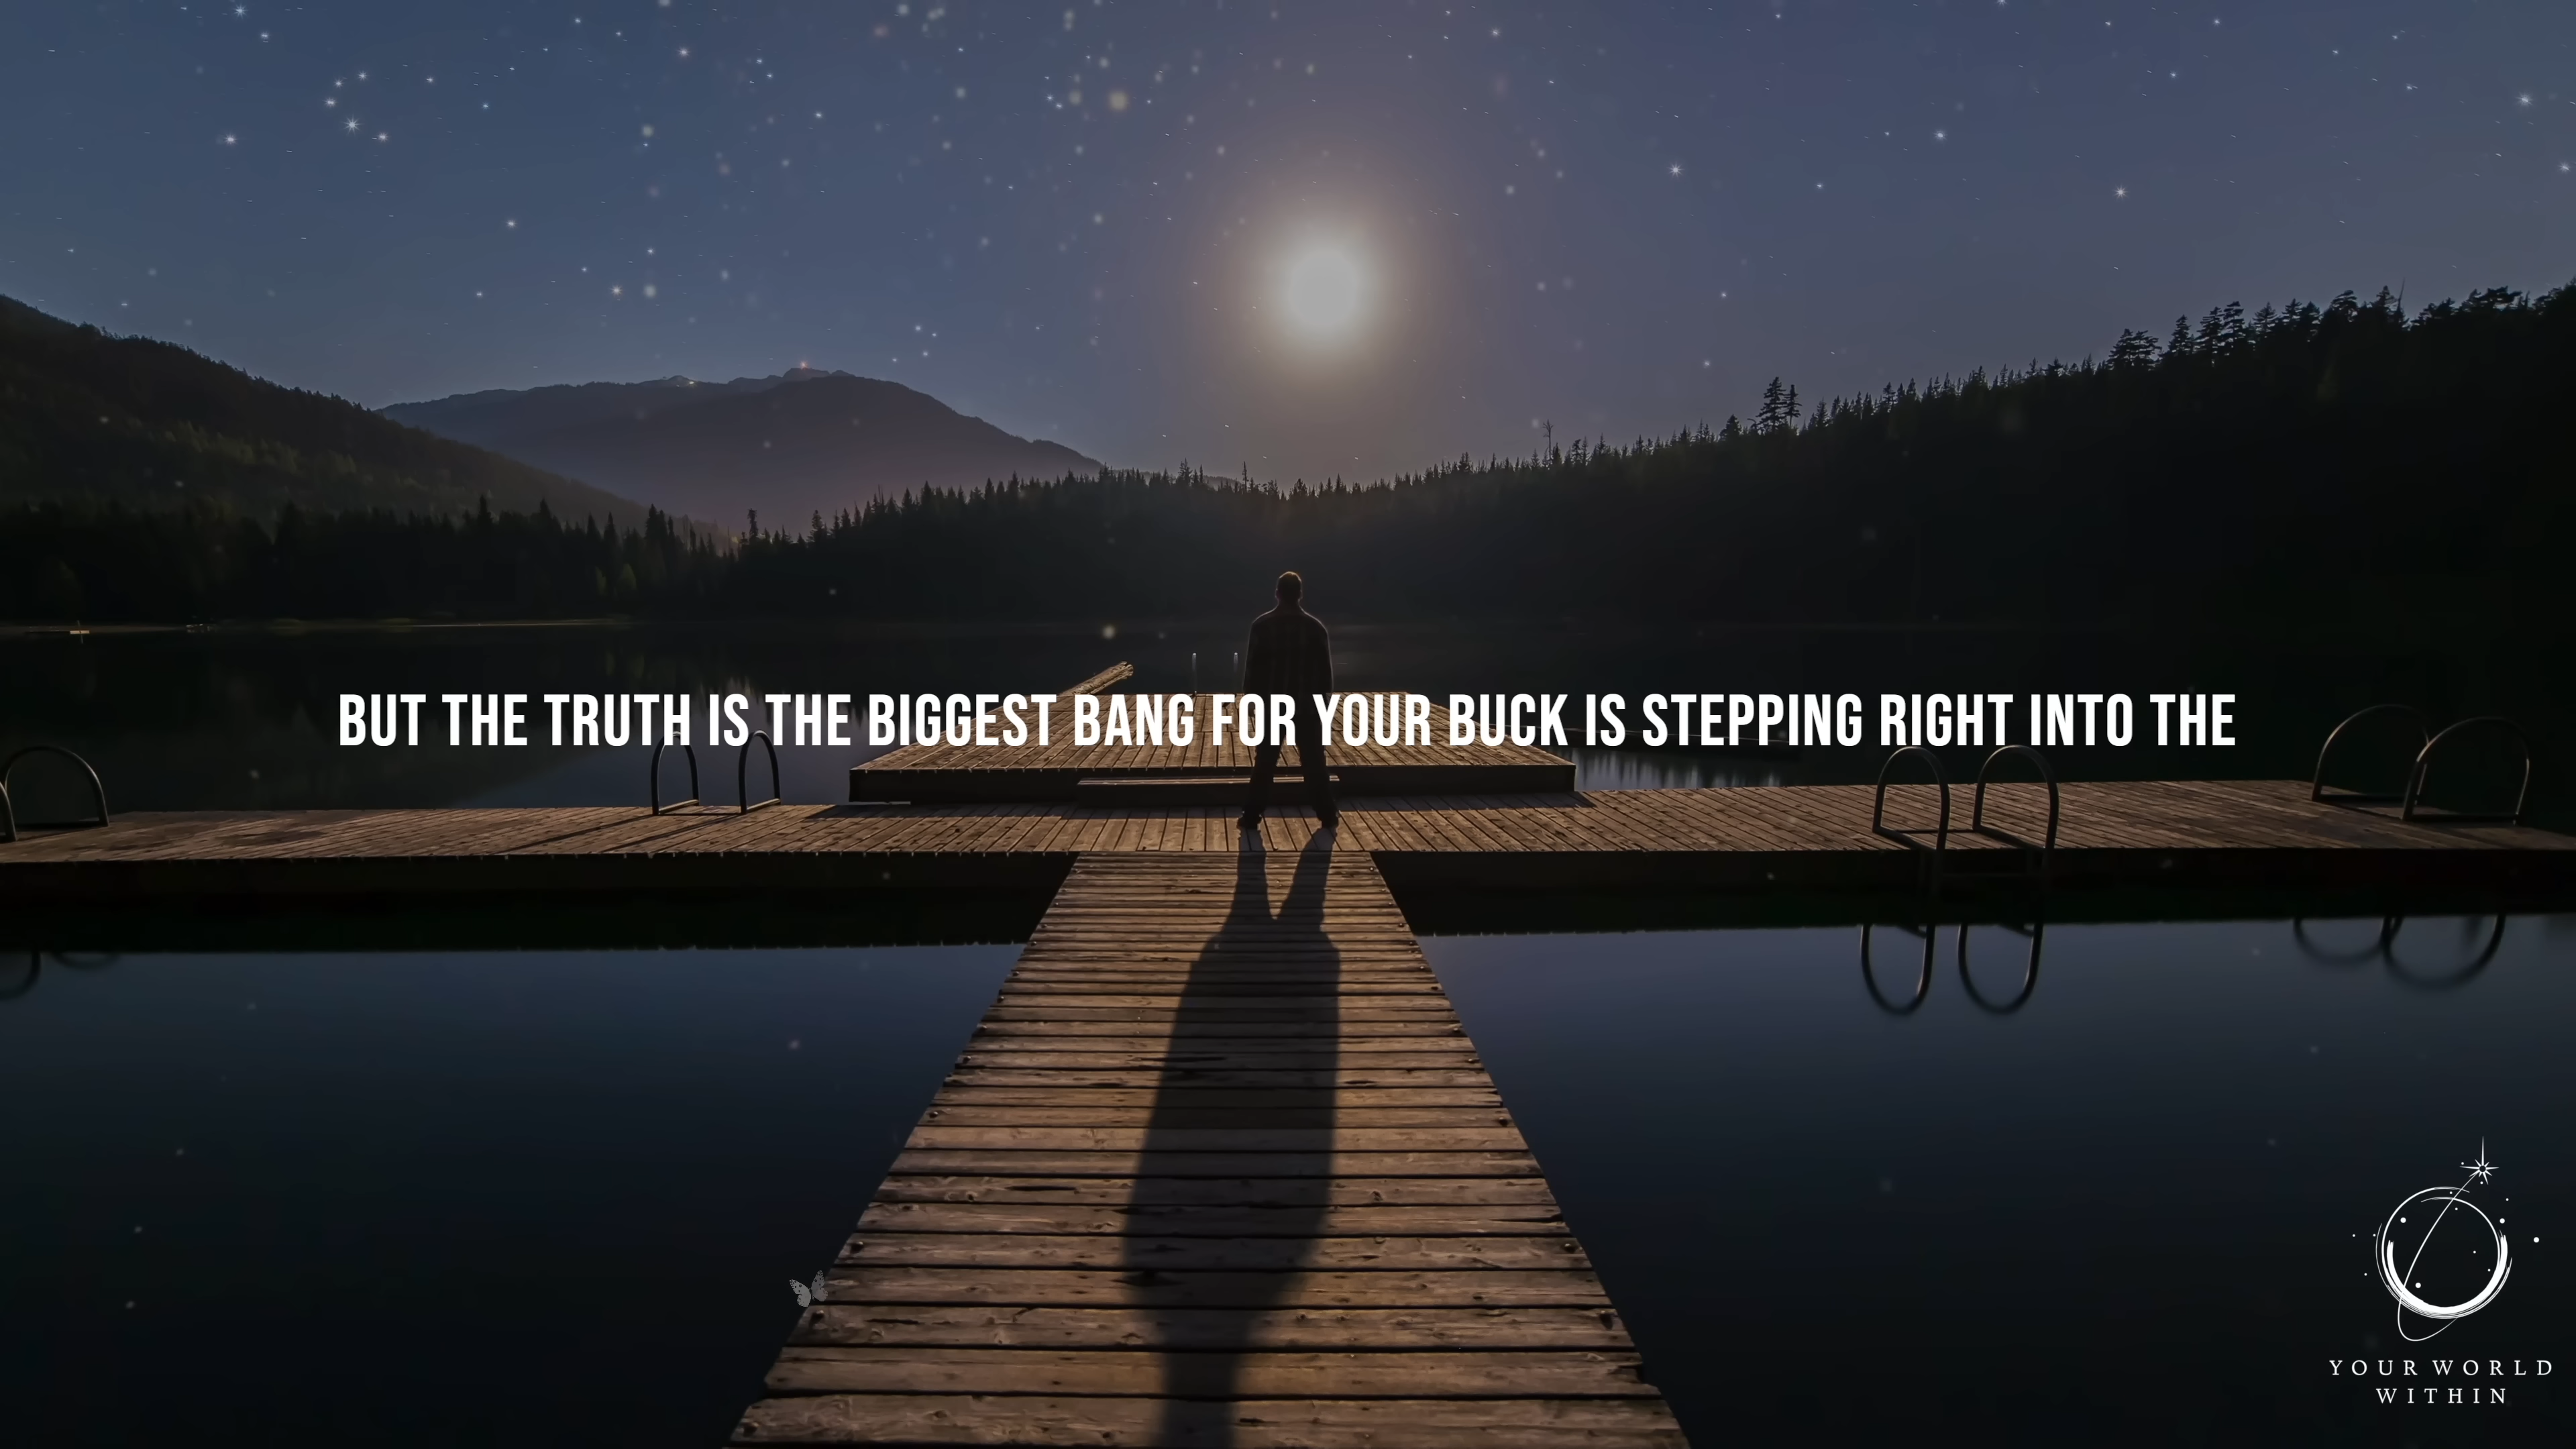 BUT THE TRUTH IS THE BIGGEST BANG FOR YOUR BUCK IS STEPPING RIGHT INTO THE
YOUR WORLD
WITHIN